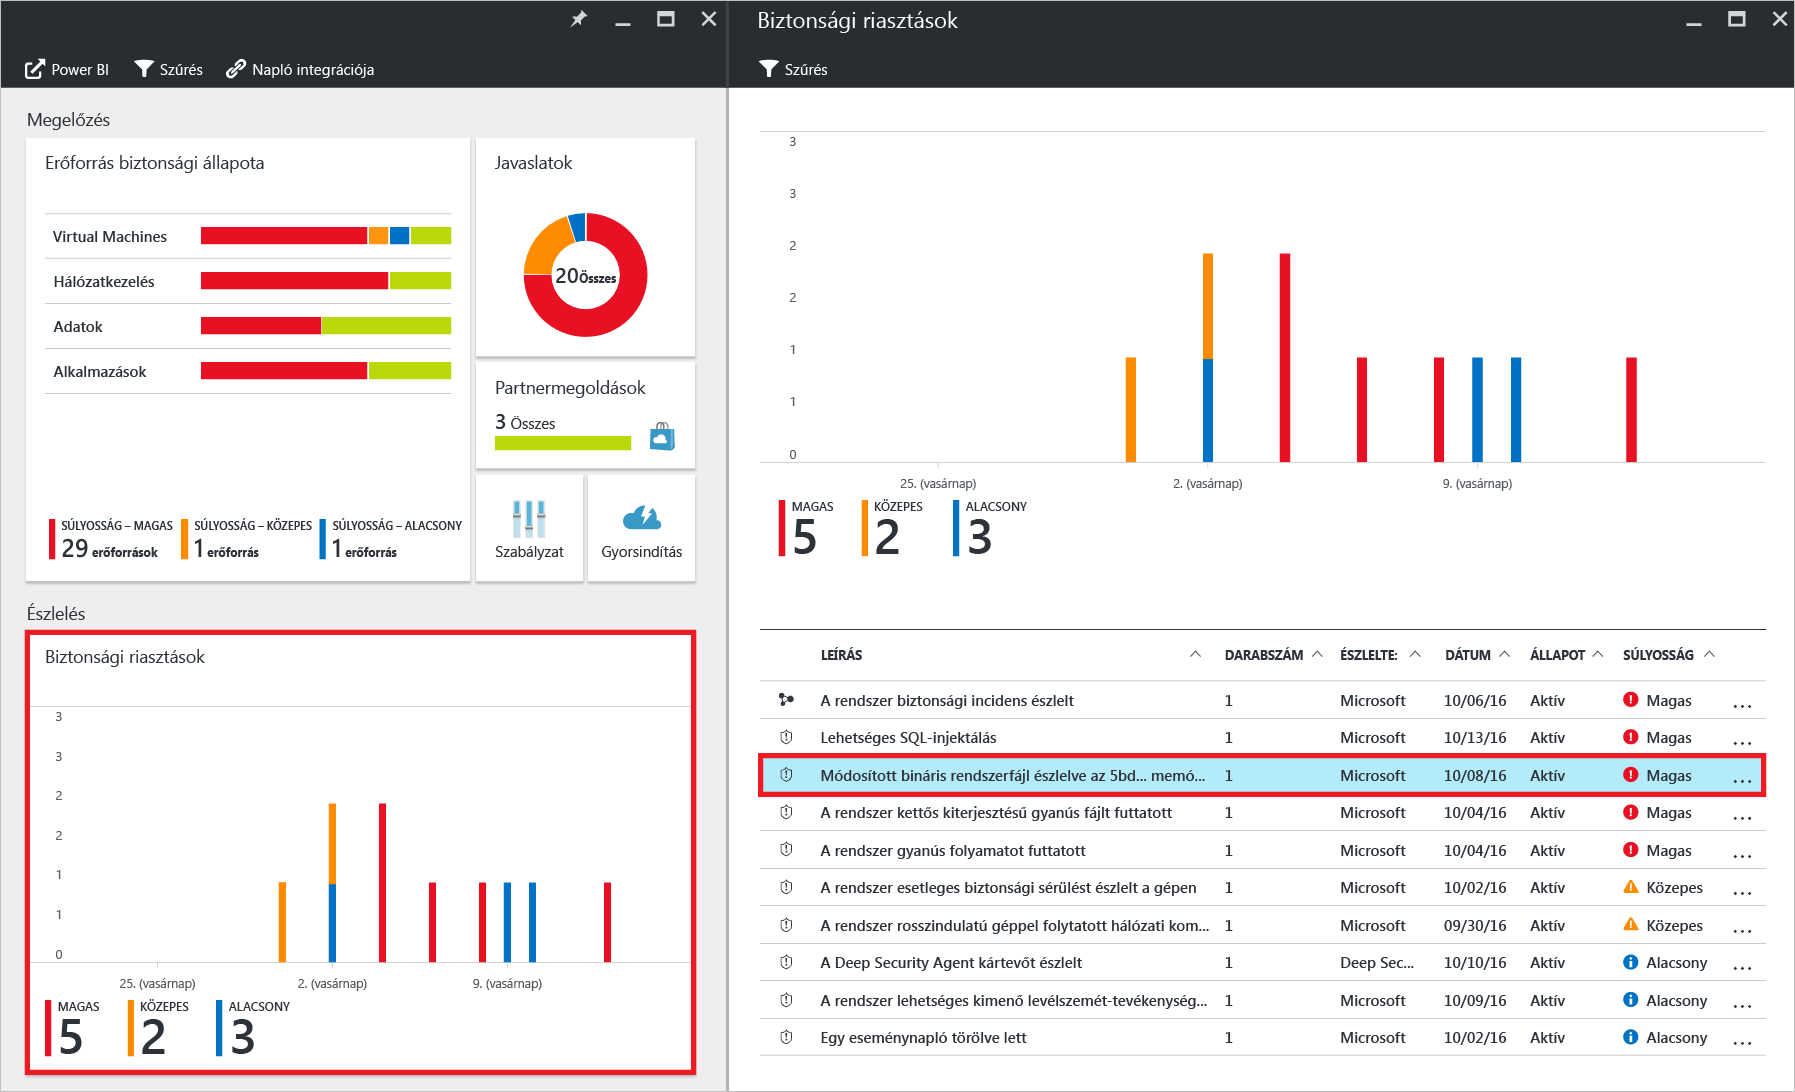 Power BI
Szűrés
Napló integrációja
Megelőzés
Erőforrás biztonsági állapota
Virtual Machines
Hálózatkezelés
Adatok
Alkalmazások
SÚLYOSSÁG – MAGAS
29 erőforrások
SÚLYOSSÁG – KÖZEPES
1 erőforrás
SÚLYOSSÁG – ALACSONY
1 erőforrás
Javaslatok
20 Összes
Partnermegoldások
3 Összes
Szabályzat
Gyorsindítás
Észlelés
Biztonsági riasztások
3
3
2
2
1
1
0
25. (vasárnap)
2. (vasárnap)
9. (vasárnap)
MAGAS
5
KÖZEPES
2
ALACSONY
3
Biztonsági riasztások
Szűrés
3
3
2
2
1
1
0
25. (vasárnap)
2. (vasárnap)
9. (vasárnap)
MAGAS
5
KÖZEPES
2
ALACSONY
3
LEÍRÁS DARABSZÁM ÉSZLELTE: DÁTUM ÁLLAPOT SÚLYOSSÁG
A rendszer biztonsági incidens észlelt 1 Microsoft 10/06/16 Aktív Magas ...
Lehetséges SQL-injektálás 1 Microsoft 10/13/16 Aktív Magas ...
Módosított bináris rendszerfájl észlelve az 5bd... memó... 1 Microsoft 10/08/16 Aktív Magas ...
A rendszer kettős kiterjesztésű gyanús fájlt futtatott 1 Microsoft 10/04/16 Aktív Magas ...
A rendszer gyanús folyamatot futtatott 1 Microsoft 10/04/16 Aktív Magas ...
A rendszer esetleges biztonsági sérülést észlelt a gépen 1 Microsoft 10/02/16 Aktív Közepes ...
A rendszer rosszindulatú géppel folytatott hálózati kom... 1 Microsoft 09/30/16 Aktív Közepes ...
A Deep Security Agent kártevőt észlelt 1 Deep Sec... 10/10/16 Aktív Alacsony ...
A rendszer lehetséges kimenő levélszemét-tevékenység... 1 Microsoft 10/09/16 Aktív Alacsony ...
Egy eseménynapló törölve lett 1 Microsoft 10/02/16 Aktív Alacsony ...